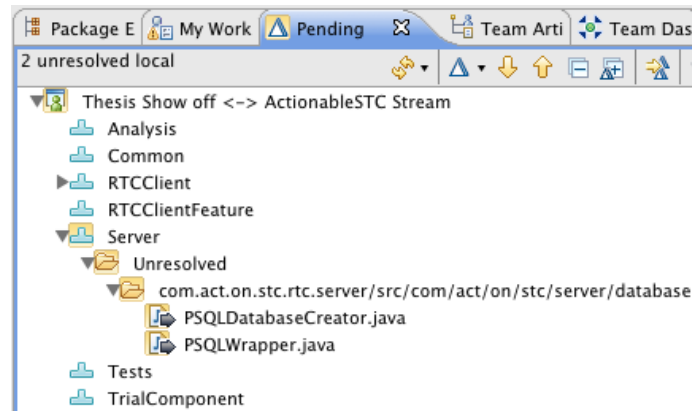 Package E My Work Pending Team Arti Team Das
2 unresolved local
Thesis Show off <-> ActionableSTC Stream
Analysis
Common
RTCClient
RTCClientFeature
Server
Unresolved
com.act.on.stc.rtc.server/src/com/act/on/stc/server/database
PSQLDatabaseCreator.java
PSQLWrapper.java
Tests
TrialComponent